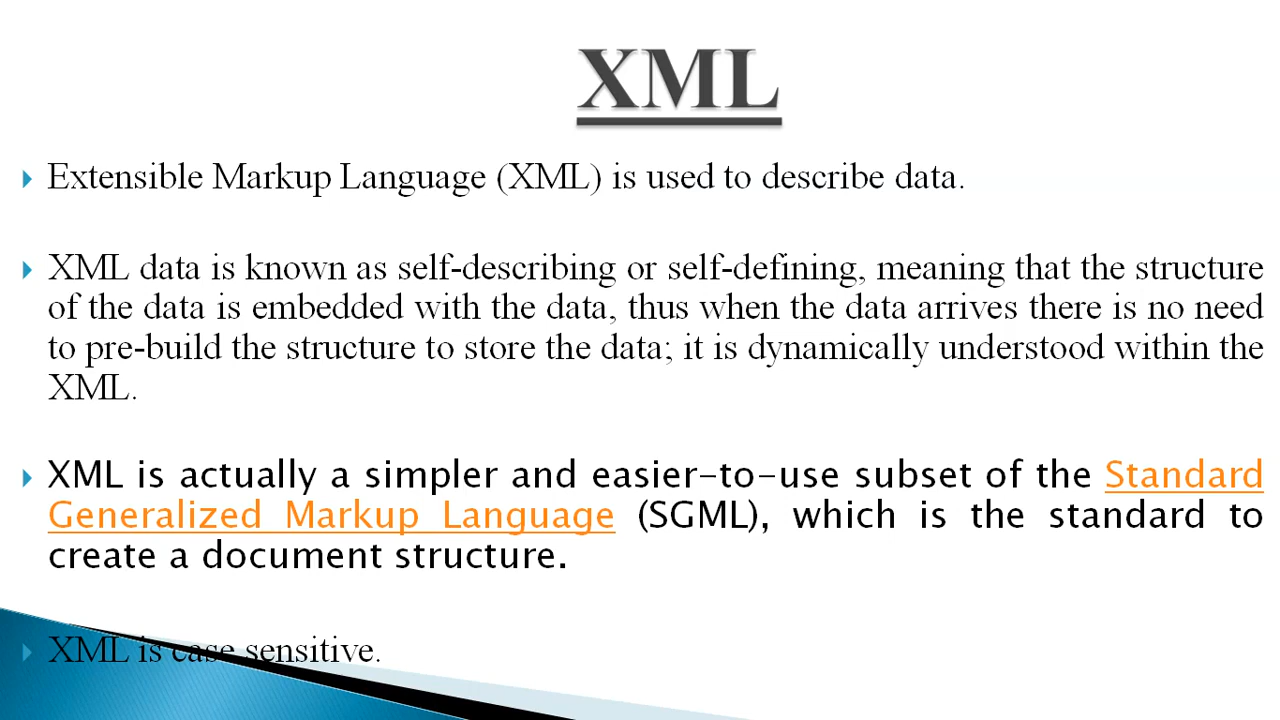 XML
Extensible Markup Language (XML) is used to describe data.
XML data is known as self-describing or self-defining, meaning that the structure
of the data is embedded with the data, thus when the data arrives there is no need
to pre-build the structure to store the data; it is dynamically understood within the
XML.
XML is actually a simpler and easier-to-use subset of the Standard
Generalized Markup Language (SGML), which is the standard to
create a document structure.
XML is case sensitive.